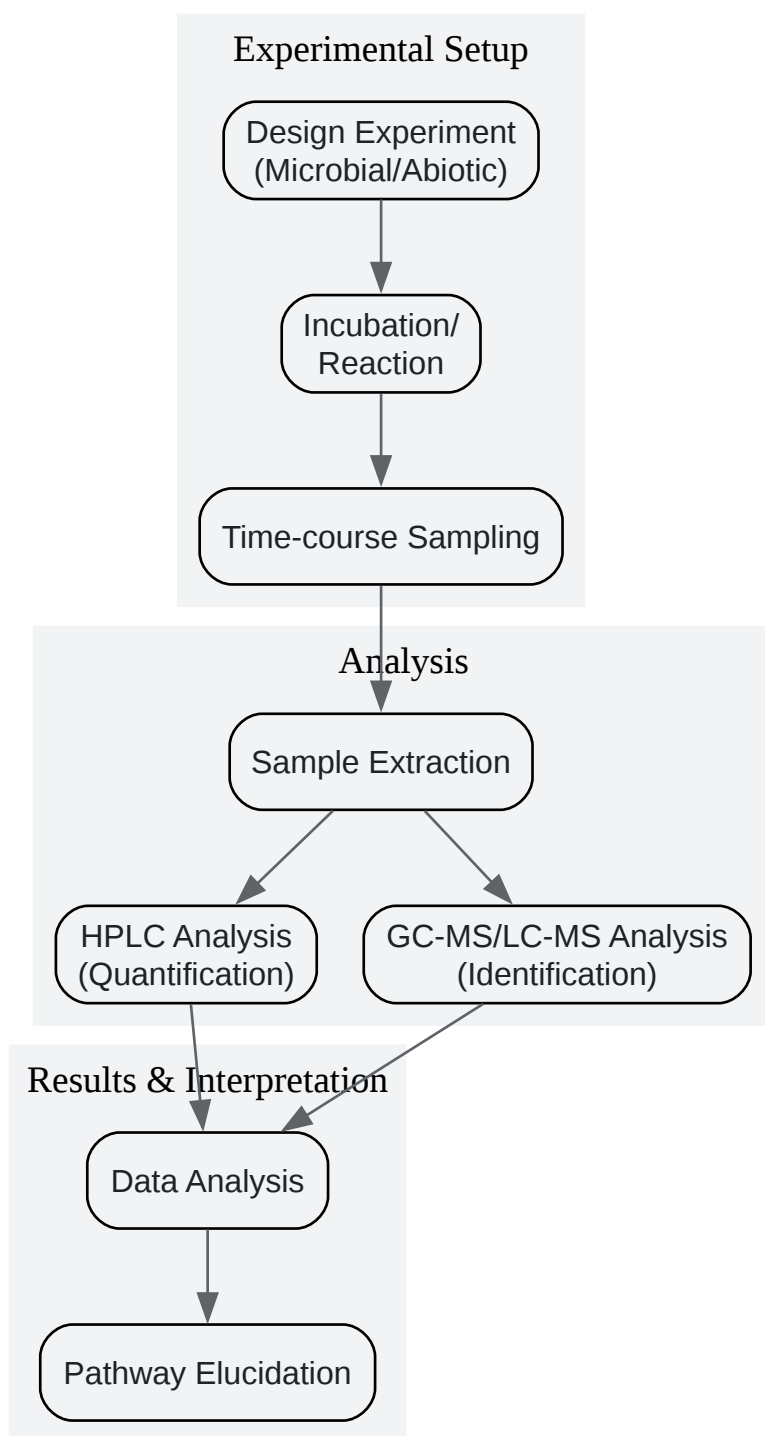 Experimental Setup
Design Experiment
(Microbial/Abiotic)
Incubation/
Reaction
Time-course Sampling
Analysis
Sample Extraction
HPLC Analysis
(Quantification)
GC-MS/LC-MS Analysis
(Identification)
Results & Interpretation
Data Analysis
Pathway Elucidation